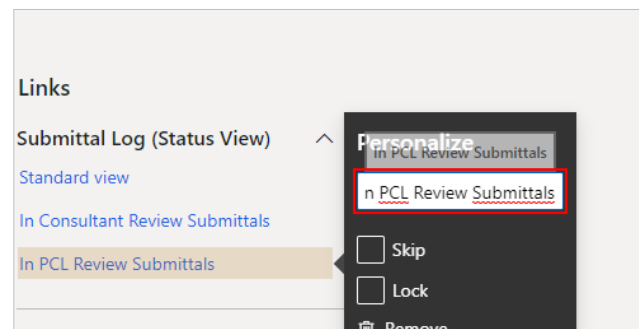 Links
Submittal Log (Status View)
Standard view
In Consultant Review Submittals
In PCL Review Submittals
Personalize
In PCL Review Submittals
n PCL Review Submittals
Skip
Lock
Remove